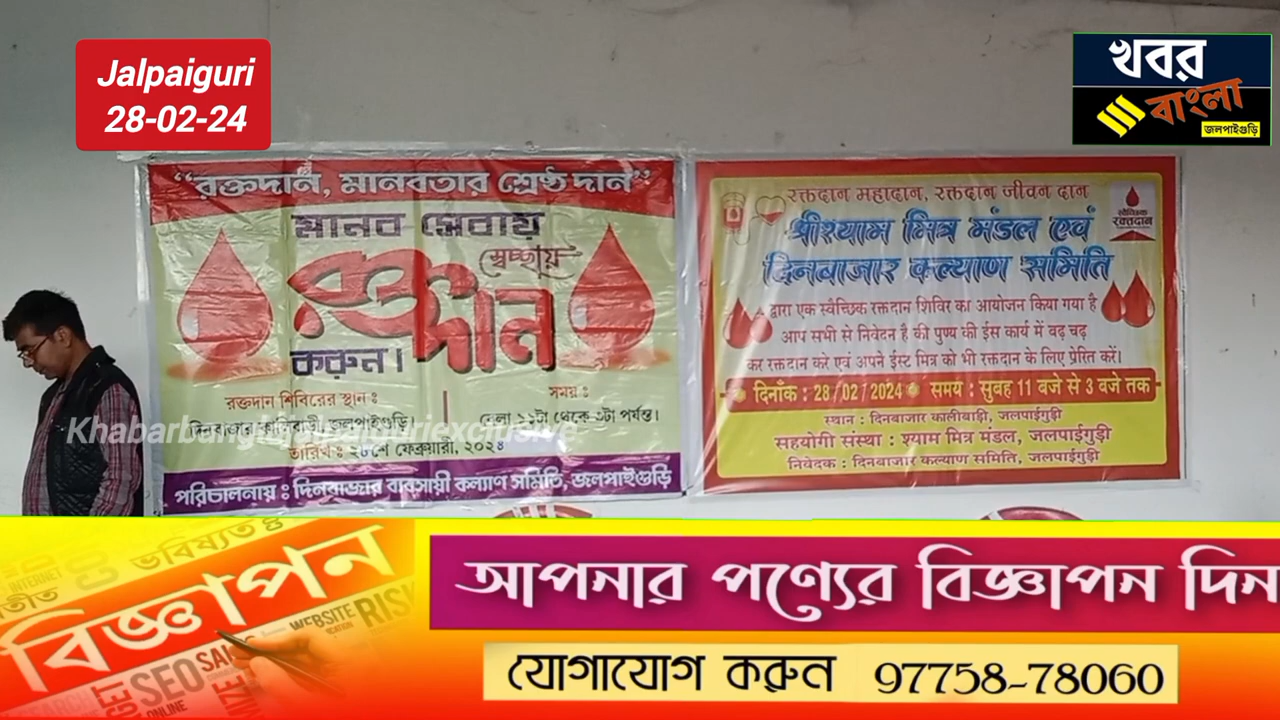 Jalpaiguri
28-02-24
খবর
বাংলা
জলপাইগুড়ি
“রক্তদান, মানবতার শ্রেষ্ঠ দান”
মানব সেবায়
স্বেচ্ছায়
রক্তদান
করুন।
রক্তদান শিবিরের স্থান :
দিনবাজার কালিবাড়ী, জলপাইগুড়ি।
সময় :
বেলা ১১টা থেকে ৩টা পর্যন্ত।
তারিখ : ২৮শে ফেব্রুয়ারী, ২০২৪
পরিচালনায় : দিনবাজার ব্যবসায়ী কল্যাণ সমিতি, জলপাইগুড়ি
रक्तदान महादान, रक्तदान जीवन दान
स्वैच्छिक
रक्तदान
श्रीश्याम मित्र मंडल एवं
दिनबाजार कल्याण समिति
द्वारा एक स्वैच्छिक रक्तदान शिविर का आयोजन किया गया है
आप सभी से निवेदन है की पुण्य की ईस कार्य में बढ़ चढ़
कर रक्तदान करे एवं अपने ईस्ट मित्र को भी रक्तदान के लिए प्रेरित करें।
दिनाँक : 28/02/2024 समय : सुबह 11 बजे से 3 बजे तक
स्थान : दिनबाजार कालीबाड़ी, जलपाईगुड़ी
सहयोगी संस्था : श्याम मित्र मंडल, जलपाईगुड़ी
निवेदक : दिनबाजार कल्याण समिति, जलपाईगुड़ी
ভবিষ্যত
INTERNET
বিজ্ঞাপন
WEBSITE
RISK
SEO
ONLINE
আপনার পণ্যের বিজ্ঞাপন দিন
যোগাযোগ করুন 97758-78060